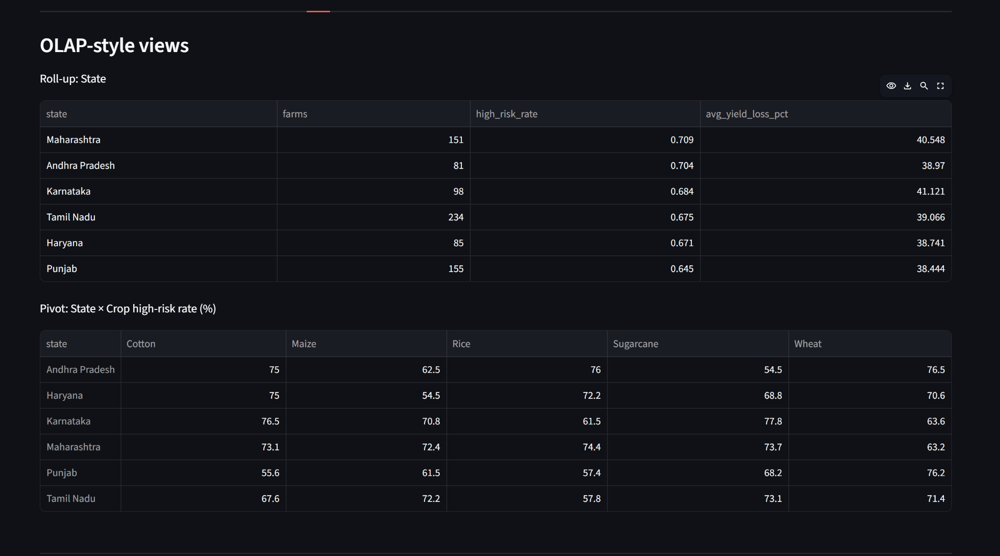 OLAP-style views
Roll-up: State
state farms high_risk_rate avg_yield_loss_pct
Maharashtra 151 0.709 40.548
Andhra Pradesh 81 0.704 38.97
Karnataka 98 0.684 41.121
Tamil Nadu 234 0.675 39.066
Haryana 85 0.671 38.741
Punjab 155 0.645 38.444
Pivot: State × Crop high-risk rate (%)
state Cotton Maize Rice Sugarcane Wheat
Andhra Pradesh 75 62.5 76 54.5 76.5
Haryana 75 54.5 72.2 68.8 70.6
Karnataka 76.5 70.8 61.5 77.8 63.6
Maharashtra 73.1 72.4 74.4 73.7 63.2
Punjab 55.6 61.5 57.4 68.2 76.2
Tamil Nadu 67.6 72.2 57.8 73.1 71.4